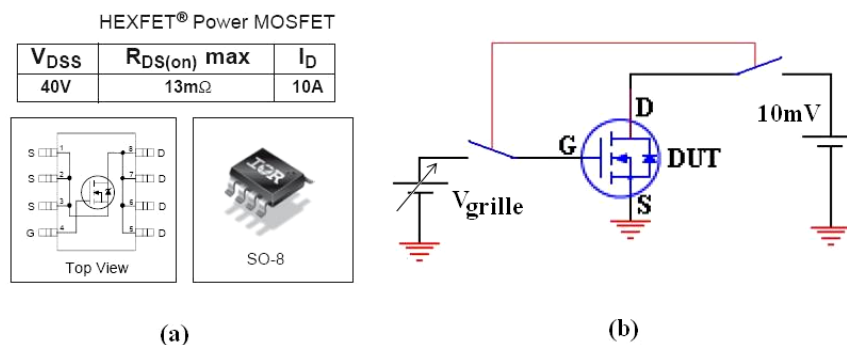 HEXFET® Power MOSFET
VDSS RDS(on) max ID
40V 13mΩ 10A
S 1 8 D
S 2 7 D
S 3 6 D
G 4 5 D
Top View
IOR
SO-8
(a)
D
G
S
DUT
Vgrille
10mV
(b)